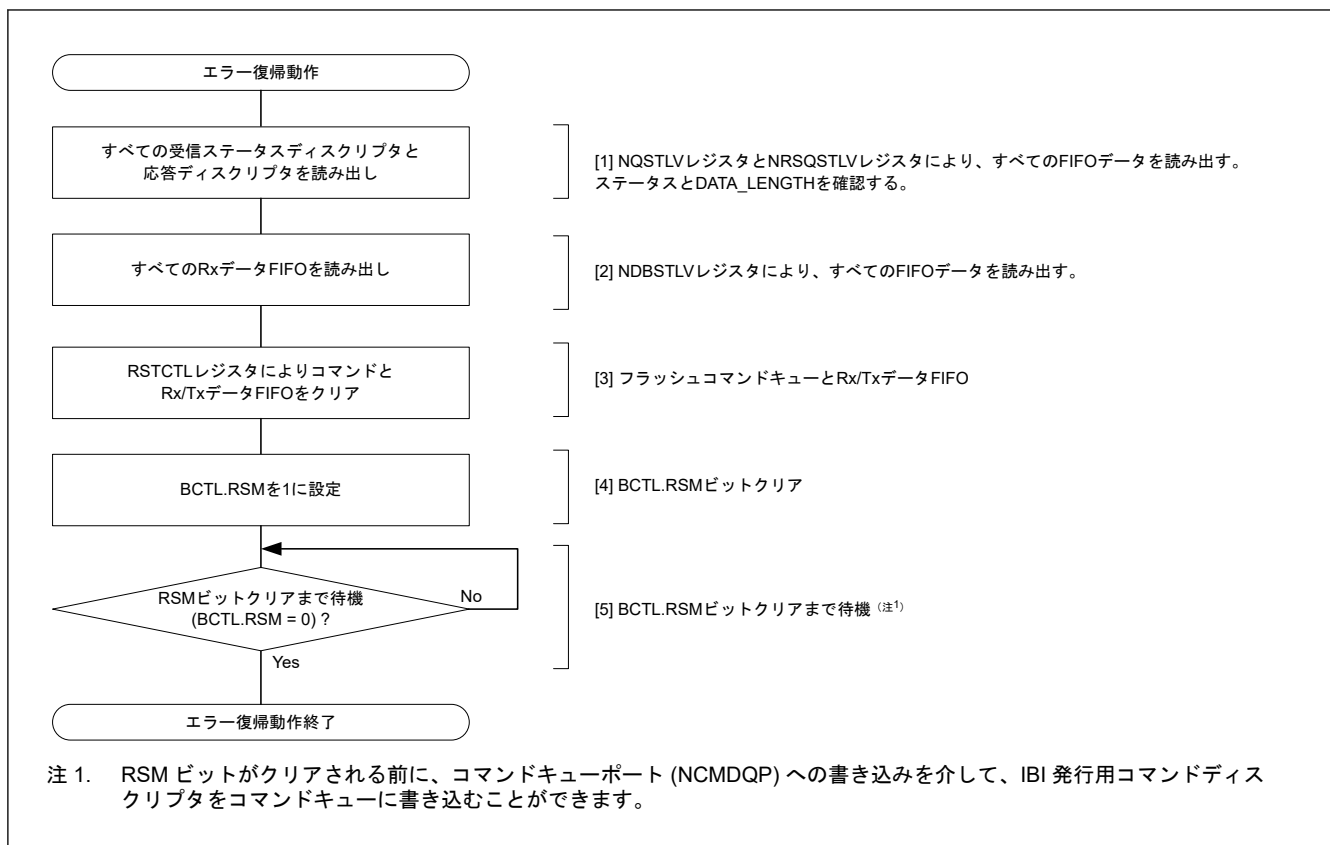 エラー復帰動作
すべての受信ステータスディスクリプタと
応答ディスクリプタを読み出し
[1] NQSTLVレジスタとNRSQSTLVレジスタにより、すべてのFIFOデータを読み出す。
ステータスとDATA_LENGTHを確認する。
すべてのRxデータFIFOを読み出し
[2] NDBSTLVレジスタにより、すべてのFIFOデータを読み出す。
RSTCTLレジスタによりコマンドと
Rx/TxデータFIFOをクリア
[3] フラッシュコマンドキューとRx/TxデータFIFO
BCTL.RSMを1に設定
[4] BCTL.RSMビットクリア
RSMビットクリアまで待機
(BCTL.RSM = 0) ?
No
[5] BCTL.RSMビットクリアまで待機（注1）
Yes
エラー復帰動作終了
注 1. RSM ビットがクリアされる前に、コマンドキューポート (NCMDQP) への書き込みを介して、IBI 発行用コマンドディス
クリプタをコマンドキューに書き込むことができます。